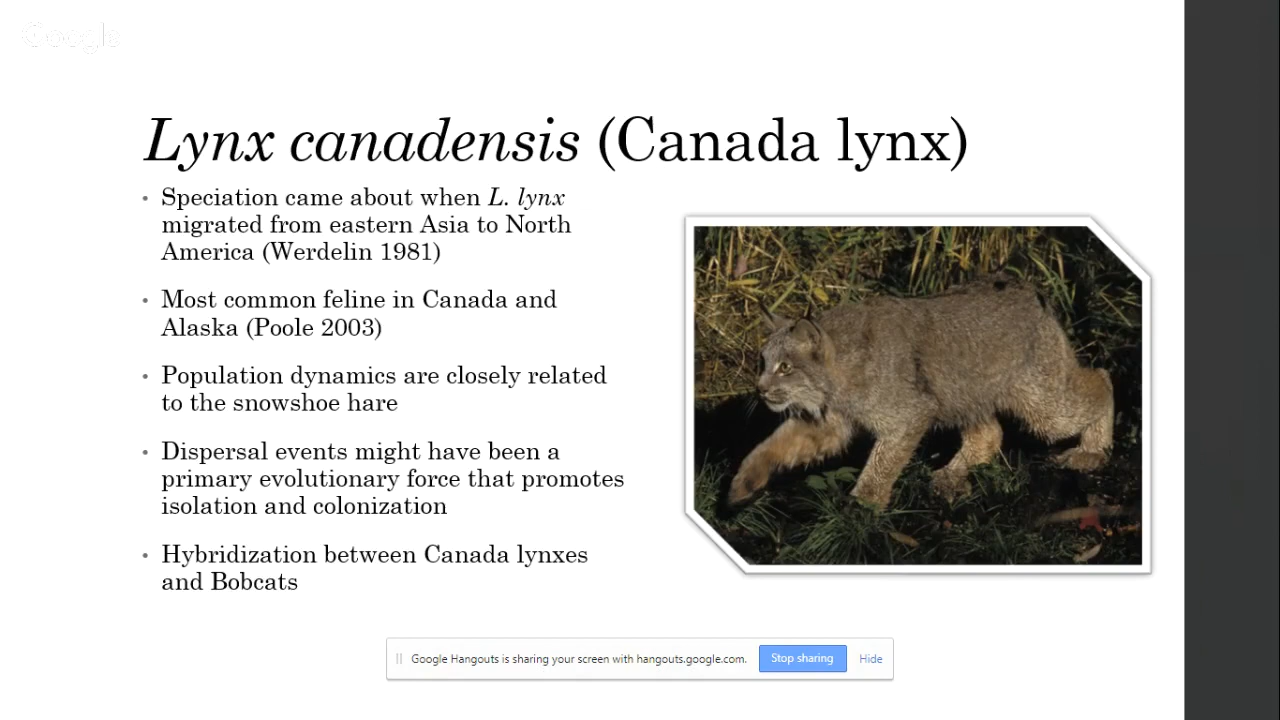 Google
Lynx canadensis (Canada lynx)
• Speciation came about when L. lynx
migrated from eastern Asia to North
America (Werdelin 1981)
• Most common feline in Canada and
Alaska (Poole 2003)
• Population dynamics are closely related
to the snowshoe hare
• Dispersal events might have been a
primary evolutionary force that promotes
isolation and colonization
• Hybridization between Canada lynxes
and Bobcats
Google Hangouts is sharing your screen with hangouts.google.com. Stop sharing Hide